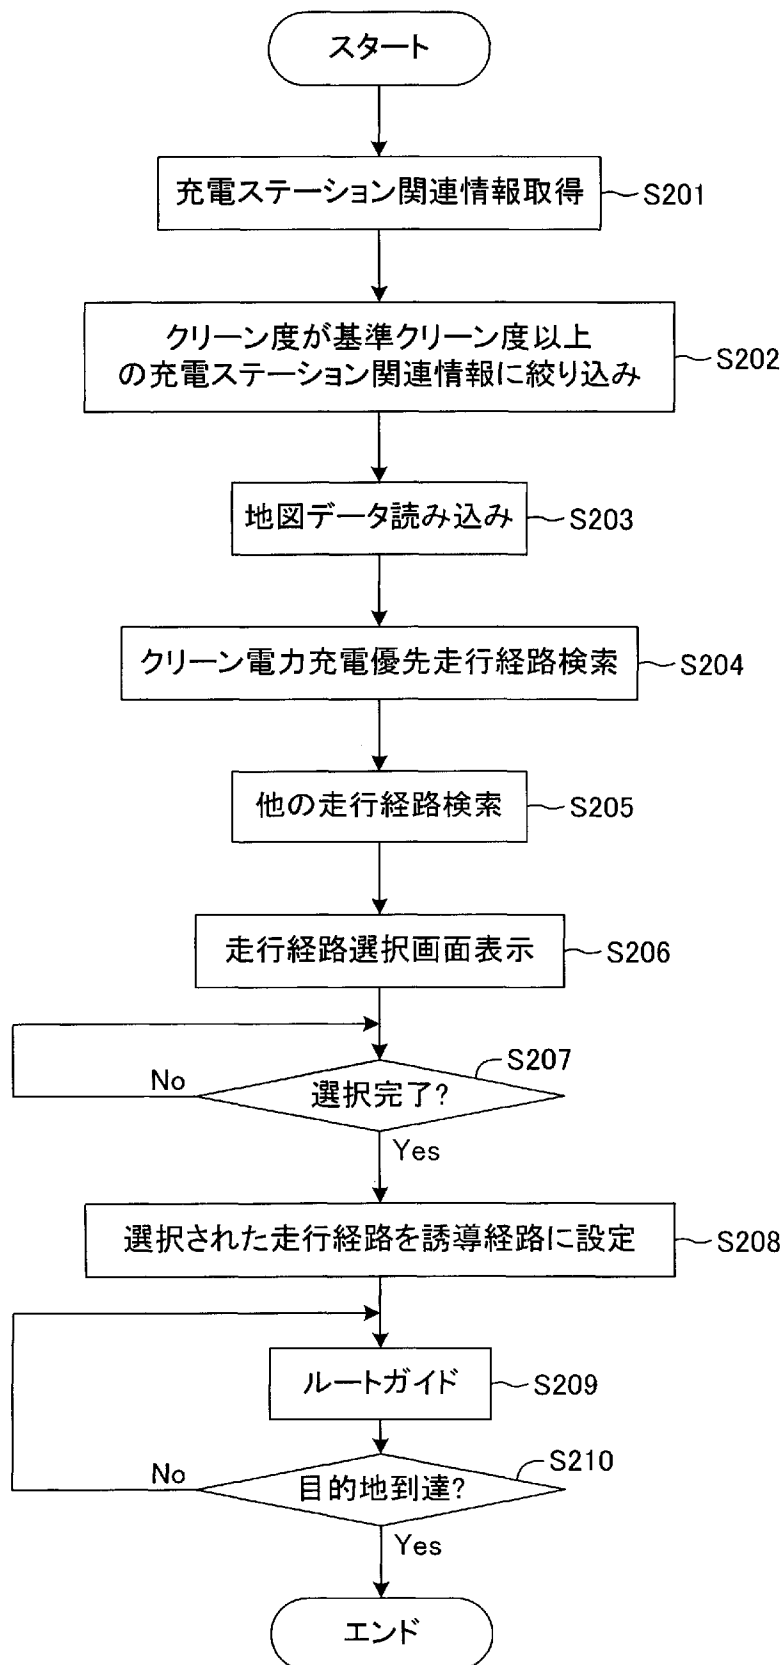 スタート
充電ステーション関連情報取得 S201
クリーン度が基準クリーン度以上
の充電ステーション関連情報に絞り込み S202
地図データ読み込み S203
クリーン電力充電優先走行経路検索 S204
他の走行経路検索 S205
走行経路選択画面表示 S206
S207
No 選択完了?
Yes
選択された走行経路を誘導経路に設定 S208
ルートガイド S209
S210
No 目的地到達?
Yes
エンド